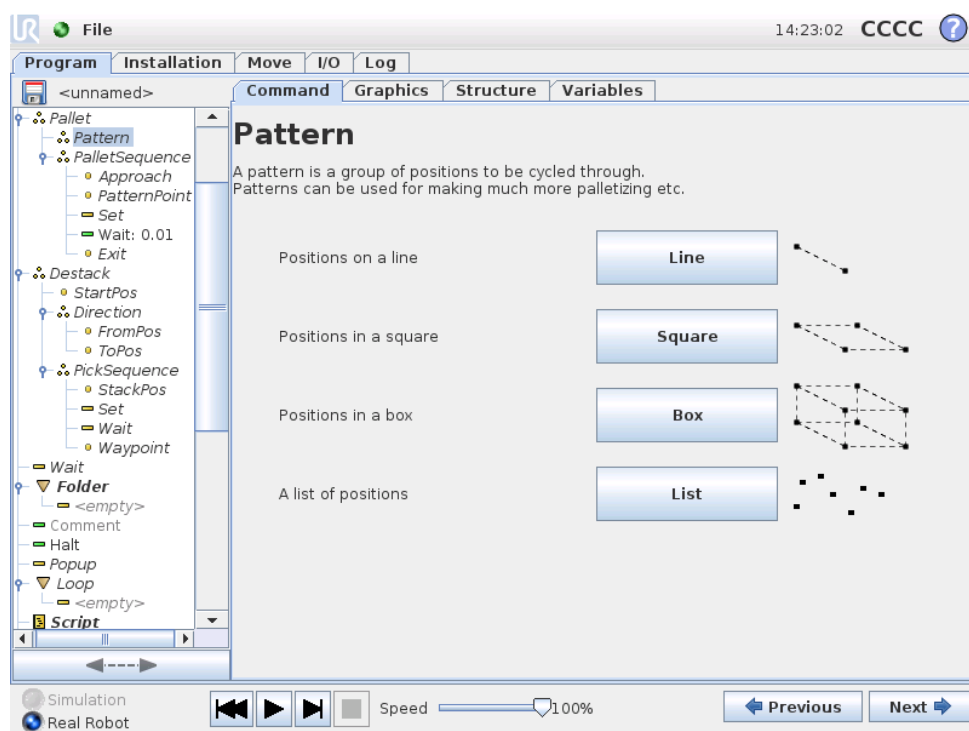 UR File 14:23:02 CCCC ?
Program Installation Move I/O Log
<unnamed>
Command Graphics Structure Variables
Pallet
Pattern
PalletSequence
Approach
PatternPoint
Set
Wait: 0.01
Exit
Destack
StartPos
Direction
FromPos
ToPos
PickSequence
StackPos
Set
Wait
Waypoint
Wait
Folder
<empty>
Comment
Halt
Popup
Loop
<empty>
Script
Pattern
A pattern is a group of positions to be cycled through.
Patterns can be used for making much more palletizing etc.
Positions on a line Line
Positions in a square Square
Positions in a box Box
A list of positions List
Simulation
Real Robot
Speed 100%
Previous Next